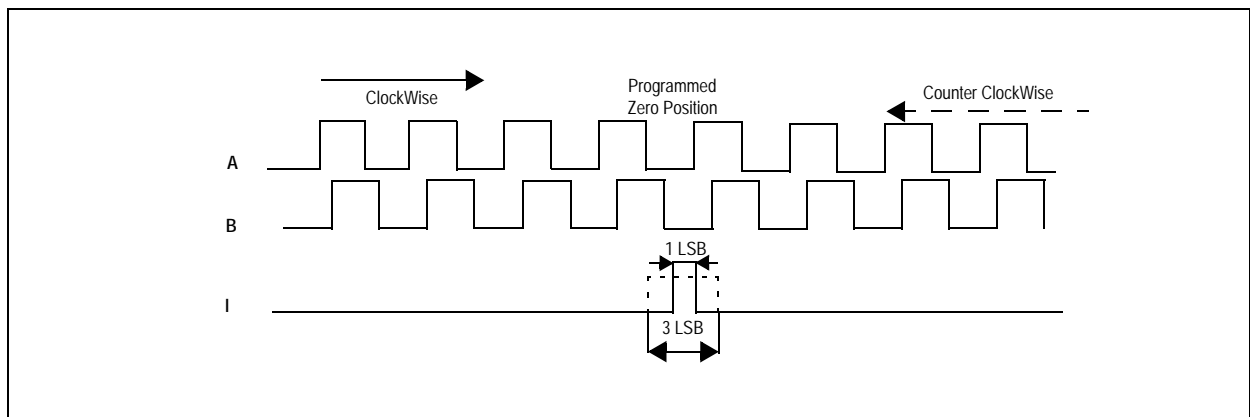 ClockWise
Programmed
Zero Position
Counter ClockWise
A
B
1 LSB
I
3 LSB